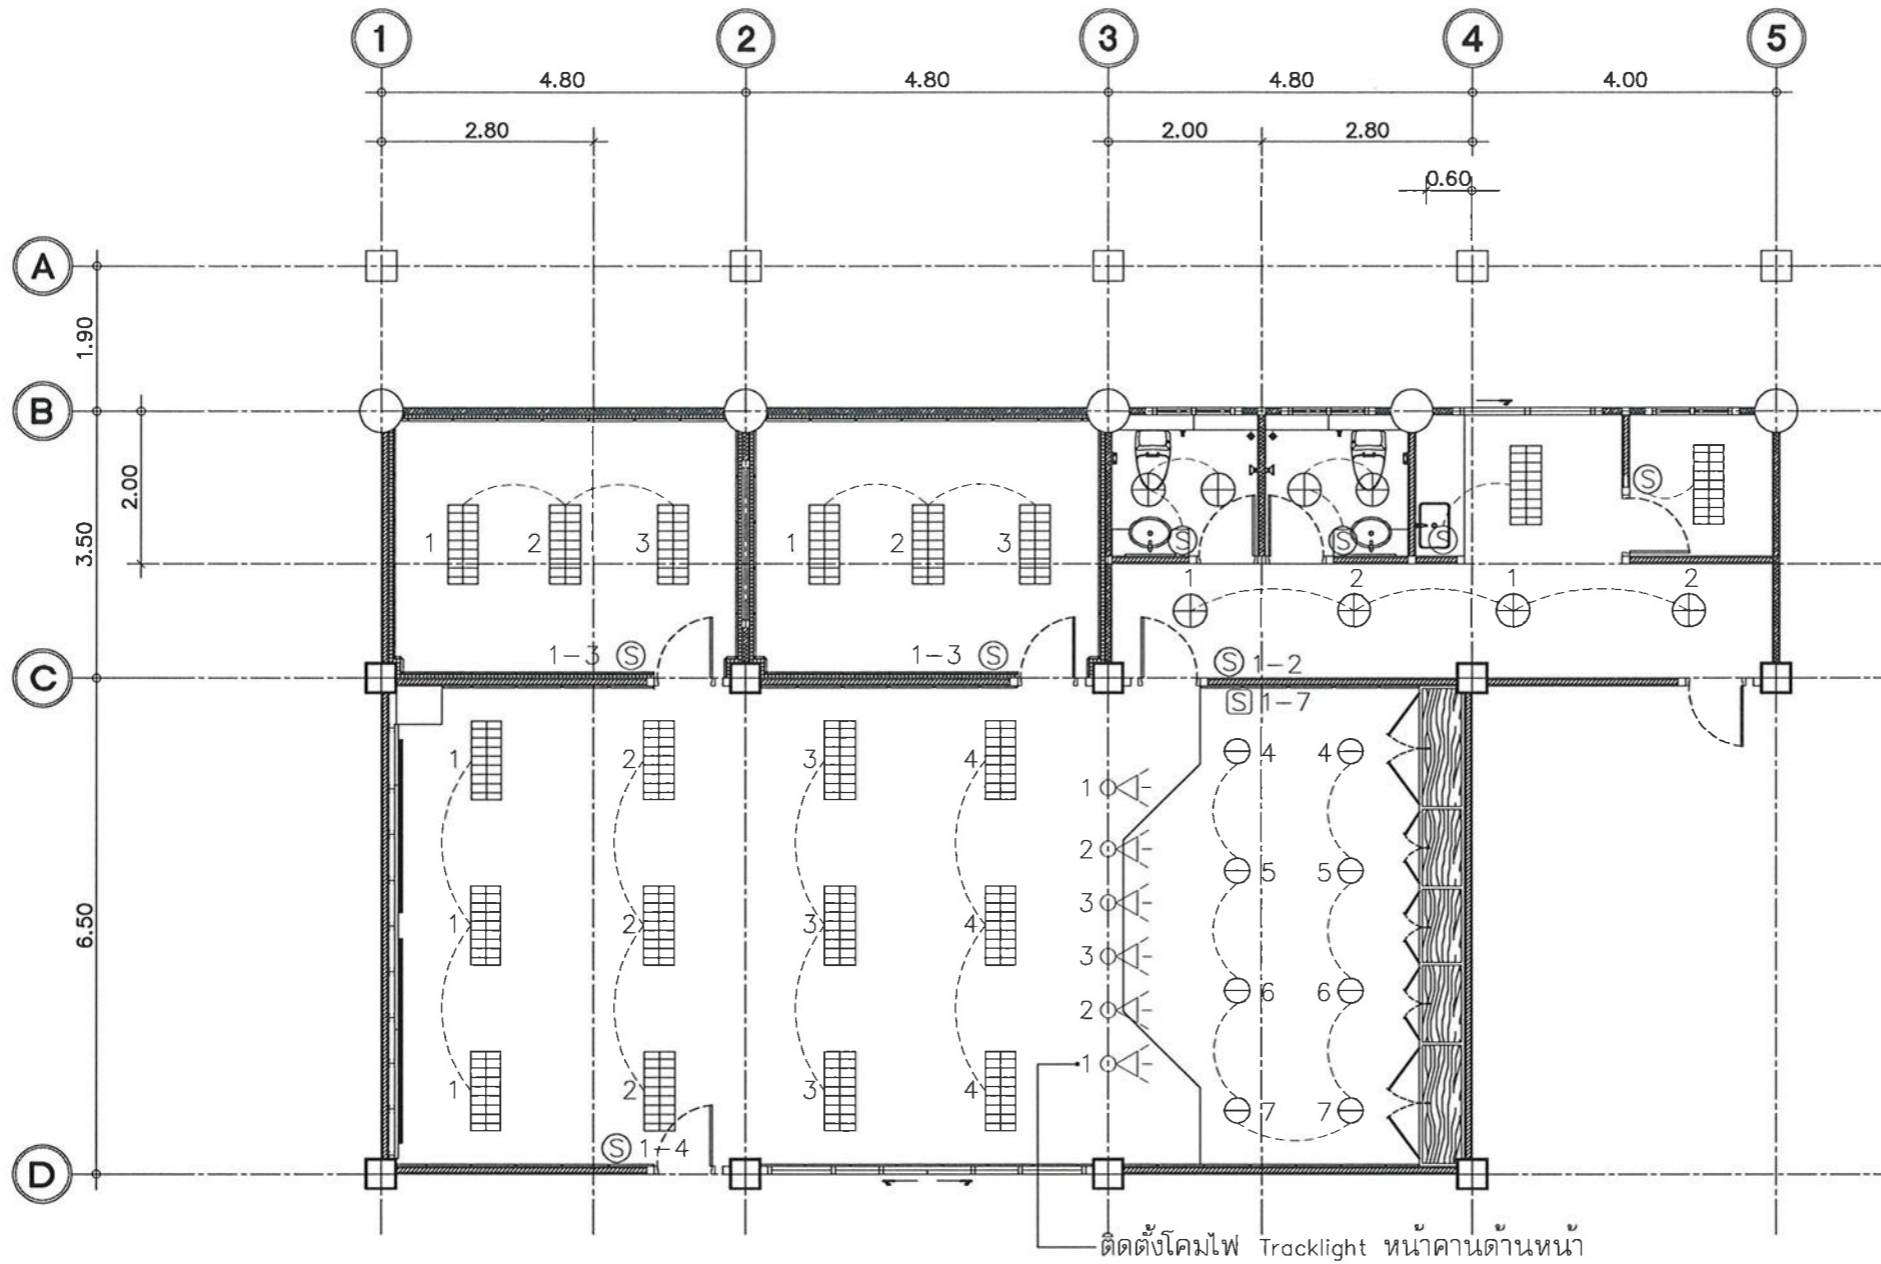 1 2 3 4 5
4.80 4.80 4.80 4.00
2.80 2.00 2.80
0.60
A
1.90
B
2.00
3.50
1 2 3 1 2 3
S
S S S
1 2 1 2
1-3 S 1-3 S S 1-2
C
S 1-7
1 2 3 4 4 4
1
2
5 5
3
1 2 3 4
6.50
3
6 6
2
1
1 2 3 4
7 7
S 1-4
D
ติดตั้งโคมไฟ Tracklight หน้าคานด้านหน้า